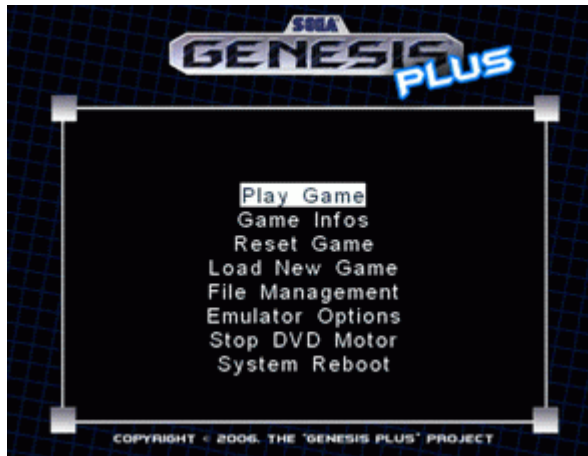 SEGA
GENESIS
PLUS
Play Game
Game Infos
Reset Game
Load New Game
File Management
Emulator Options
Stop DVD Motor
System Reboot
COPYRIGHT © 2006. THE "GENESIS PLUS" PROJECT